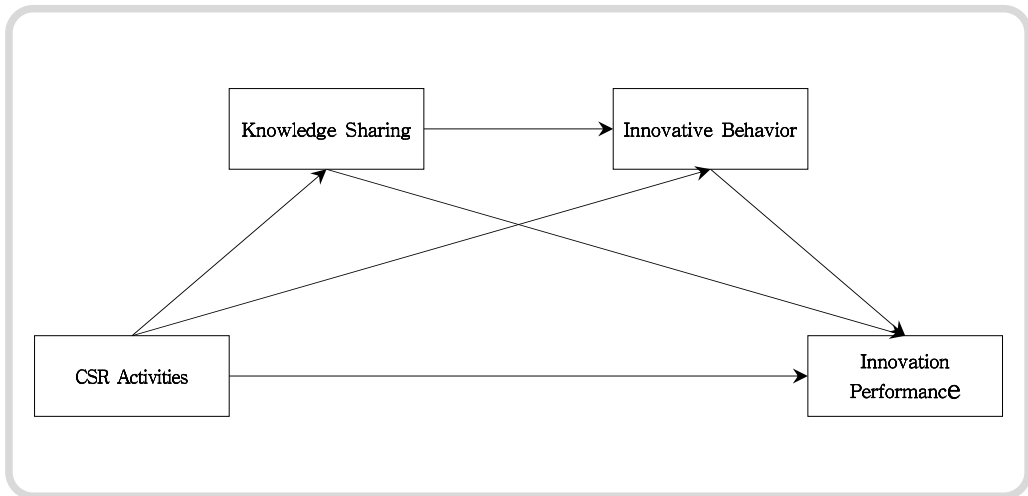 Knowledge Sharing
Innovative Behavior
CSR Activities
Innovation
Performance